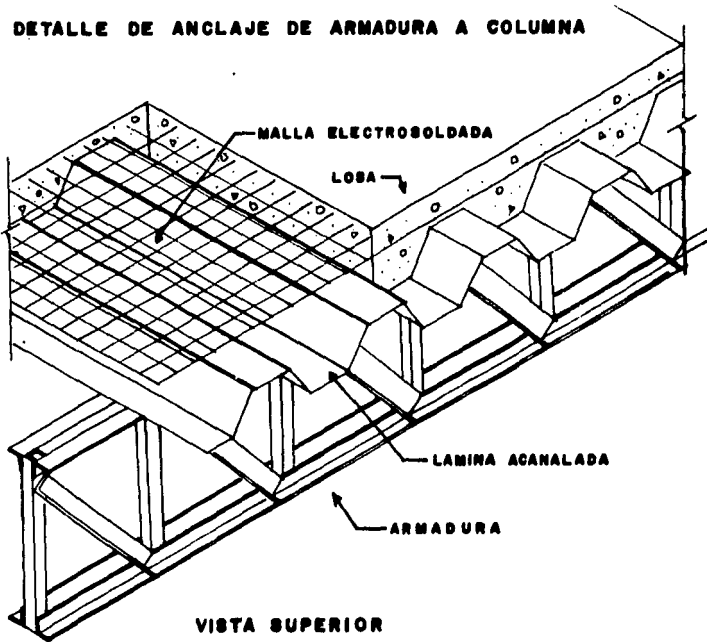 DETALLE DE ANCLAJE DE ARMADURA A COLUMNA
MALLA ELECTROSOLDADA
LOSA
LAMINA ACANALADA
ARMADURA
VISTA SUPERIOR